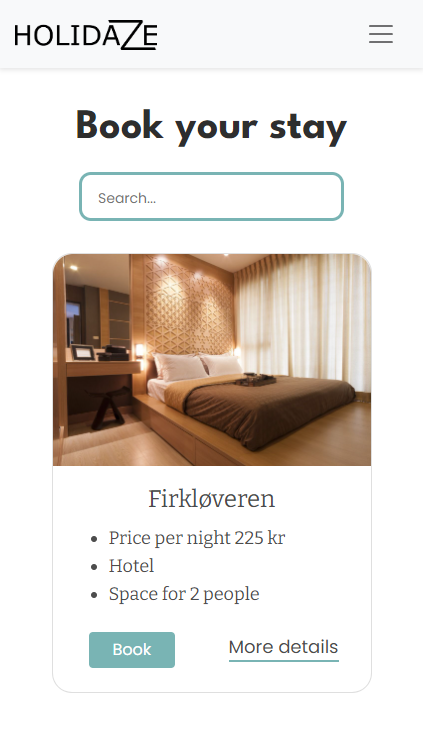 HOLIDAZE
Book your stay
Search...
Firkløveren
Price per night 225 kr
Hotel
Space for 2 people
Book
More details